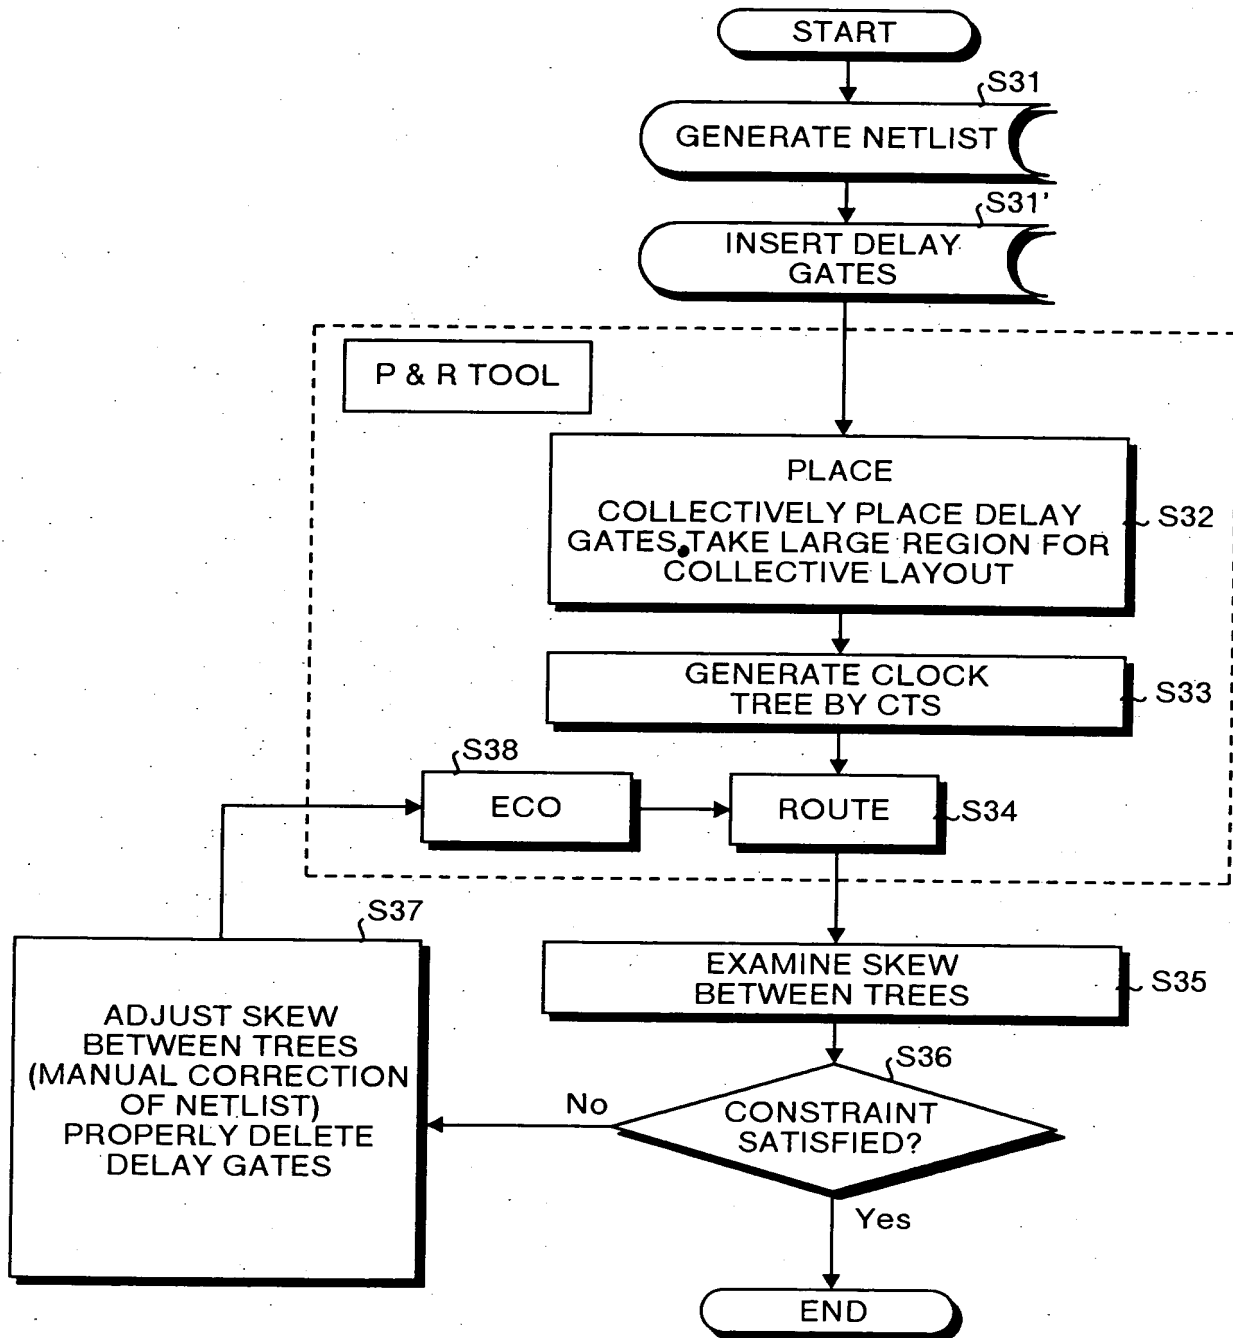 START
S31
GENERATE NETLIST
S31'
INSERT DELAY
GATES
P & R TOOL
PLACE
COLLECTIVELY PLACE DELAY
GATES, TAKE LARGE REGION FOR
COLLECTIVE LAYOUT
S32
GENERATE CLOCK
TREE BY CTS
S33
S38
ECO
ROUTE
S34
S37
ADJUST SKEW
BETWEEN TREES
(MANUAL CORRECTION
OF NETLIST)
PROPERLY DELETE
DELAY GATES
EXAMINE SKEW
BETWEEN TREES
S35
S36
CONSTRAINT
SATISFIED?
No
Yes
END